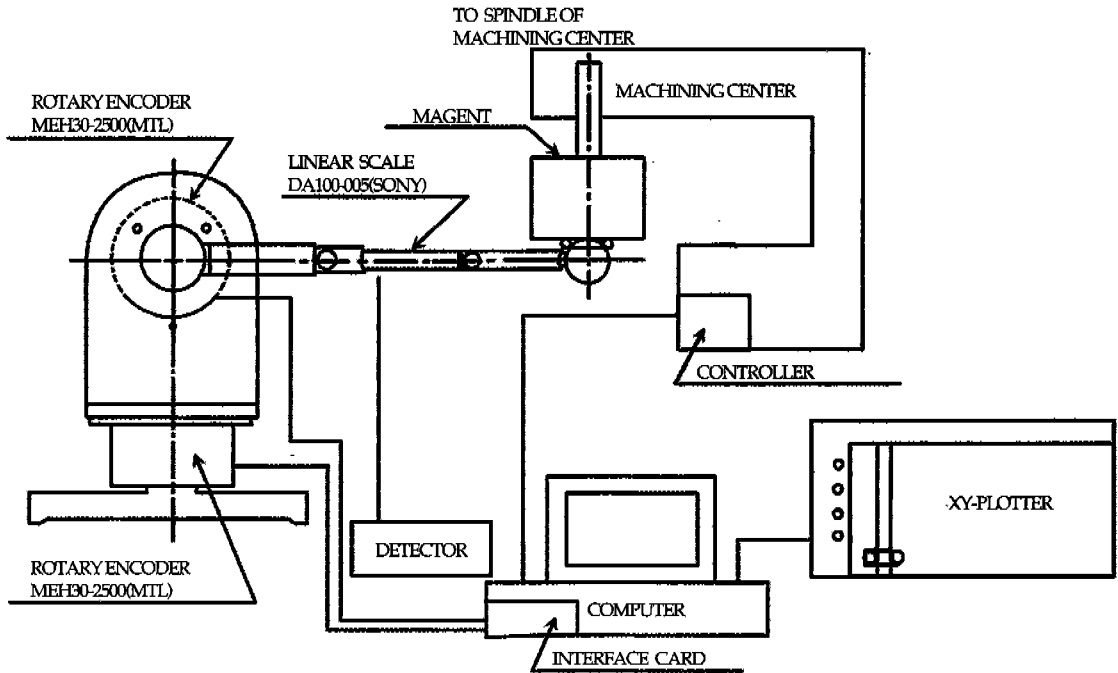 TO SPINDLE OF
MACHINING CENTER
MACHINING CENTER
ROTARY ENCODER
MEH30-2500(MTL)
MAGENT
LINEAR SCALE
DA100-005(SONY)
CONTROLLER
XY-PLOTTER
DETECTOR
ROTARY ENCODER
MEH30-2500(MTL)
COMPUTER
INTERFACE CARD